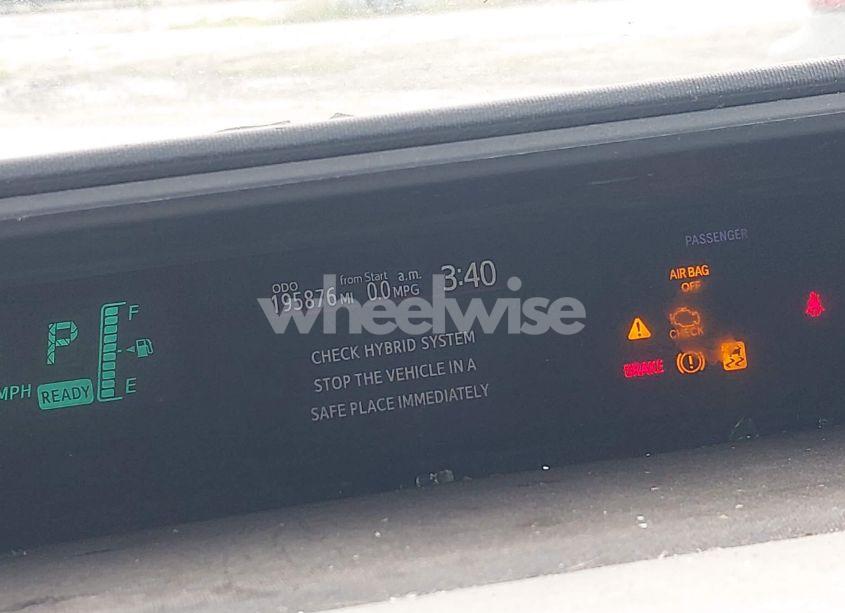 PASSENGER
AIR BAG
OFF
ODO
195876 MI
from Start
0.0 MPG
a.m.
3:40
wheelwise
F
P
CHECK
CHECK HYBRID SYSTEM
STOP THE VEHICLE IN A
SAFE PLACE IMMEDIATELY
BRAKE
MPH
READY
E